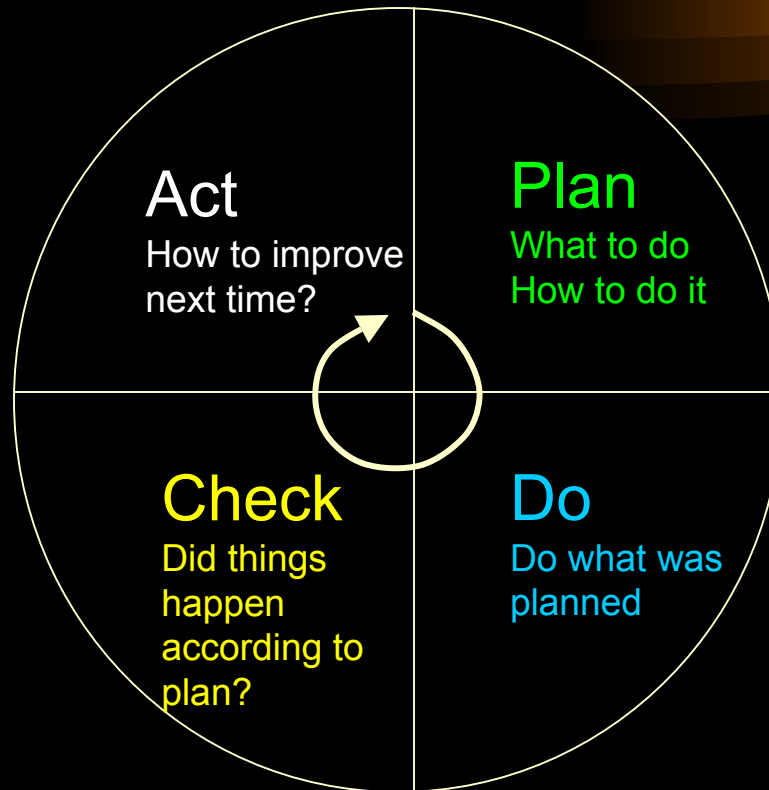 Act
How to improve
next time?
Plan
What to do
How to do it
Check
Did things
happen
according to
plan?
Do
Do what was
planned